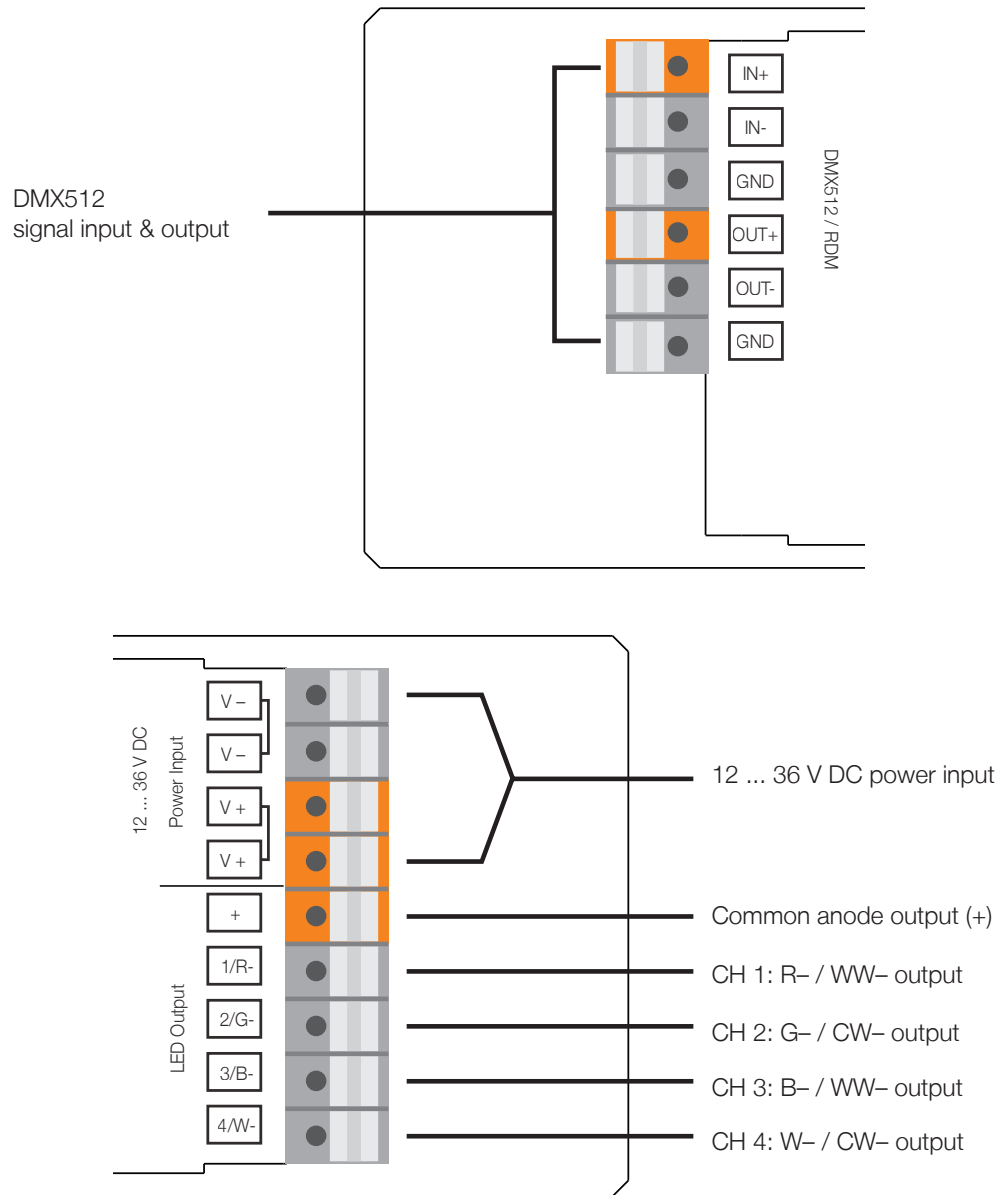 IN+
IN-
GND
OUT+
OUT-
GND
DMX512 / RDM
DMX512
signal input & output
V –
V –
V +
V +
12 ... 36 V DC
Power Input
+
1/R-
2/G-
3/B-
4/W-
LED Output
12 ... 36 V DC power input
Common anode output (+)
CH 1: R– / WW– output
CH 2: G– / CW– output
CH 3: B– / WW– output
CH 4: W– / CW– output